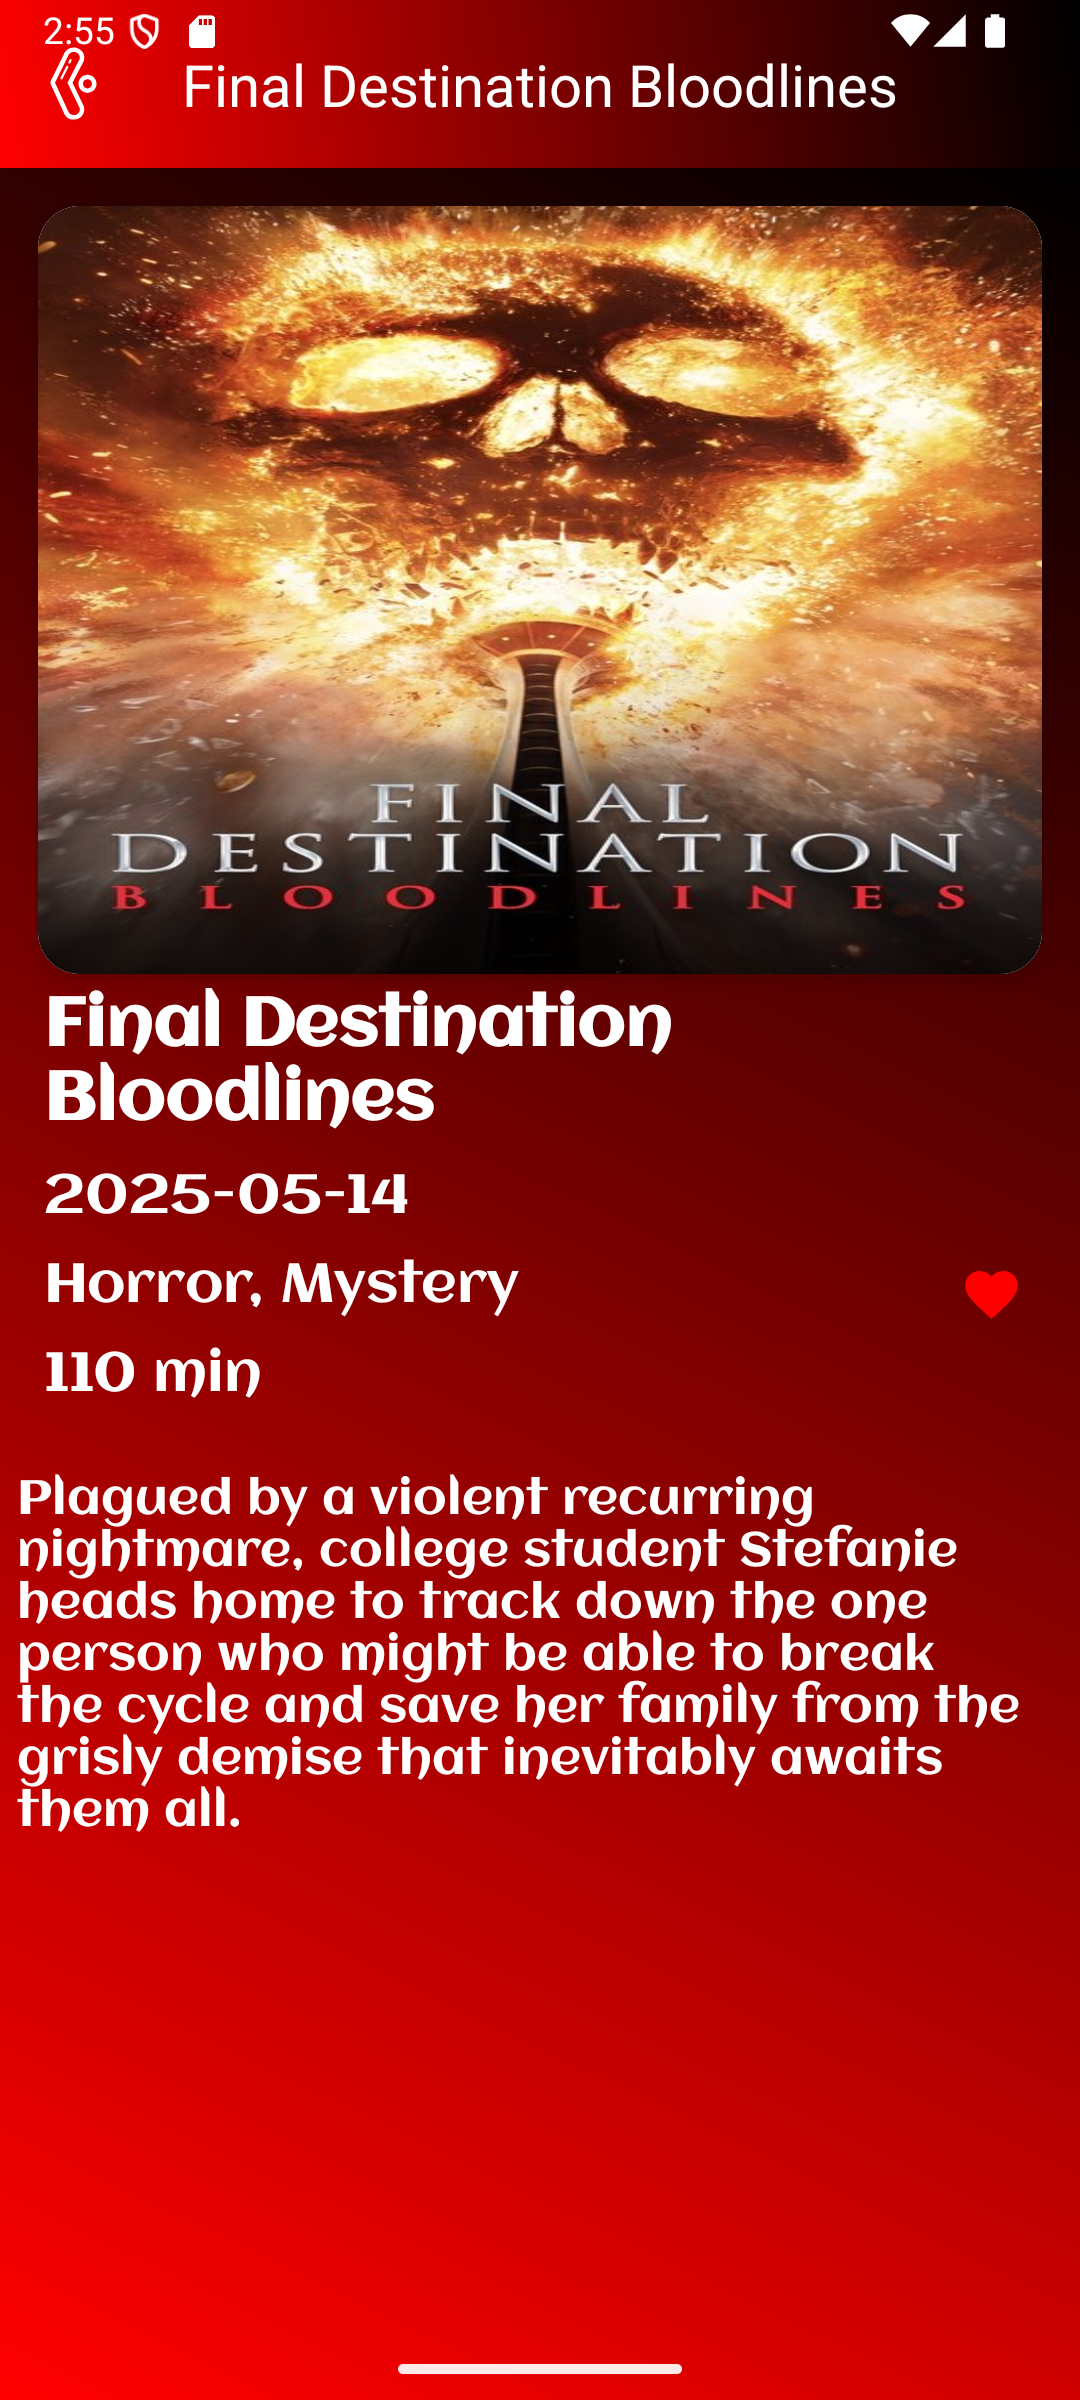 2:55
Final Destination Bloodlines
FINAL
DESTINATION
BLOODLINES
Final Destination
Bloodlines
2025-05-14
Horror, Mystery
110 min
Plagued by a violent recurring
nightmare, college student Stefanie
heads home to track down the one
person who might be able to break
the cycle and save her family from the
grisly demise that inevitably awaits
them all.